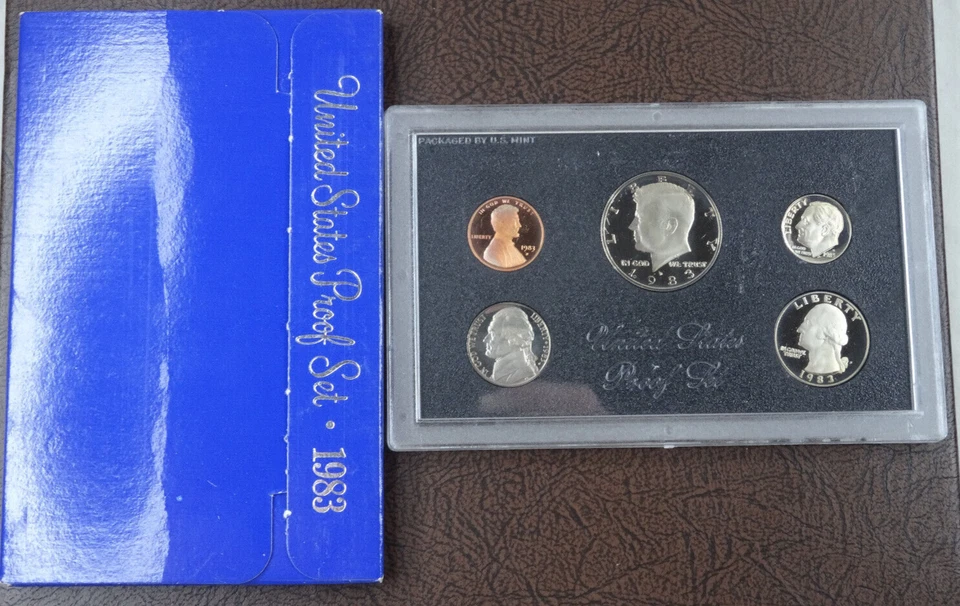 United States Proof Set • 1983
PACKAGED BY U.S. MINT
IN GOD WE TRUST
LIBERTY
1983
LIBERTY
IN GOD WE TRUST
1983
LIBERTY
LIBERTY
LIBERTY
IN GOD WE TRUST
1983
United States
Proof Set